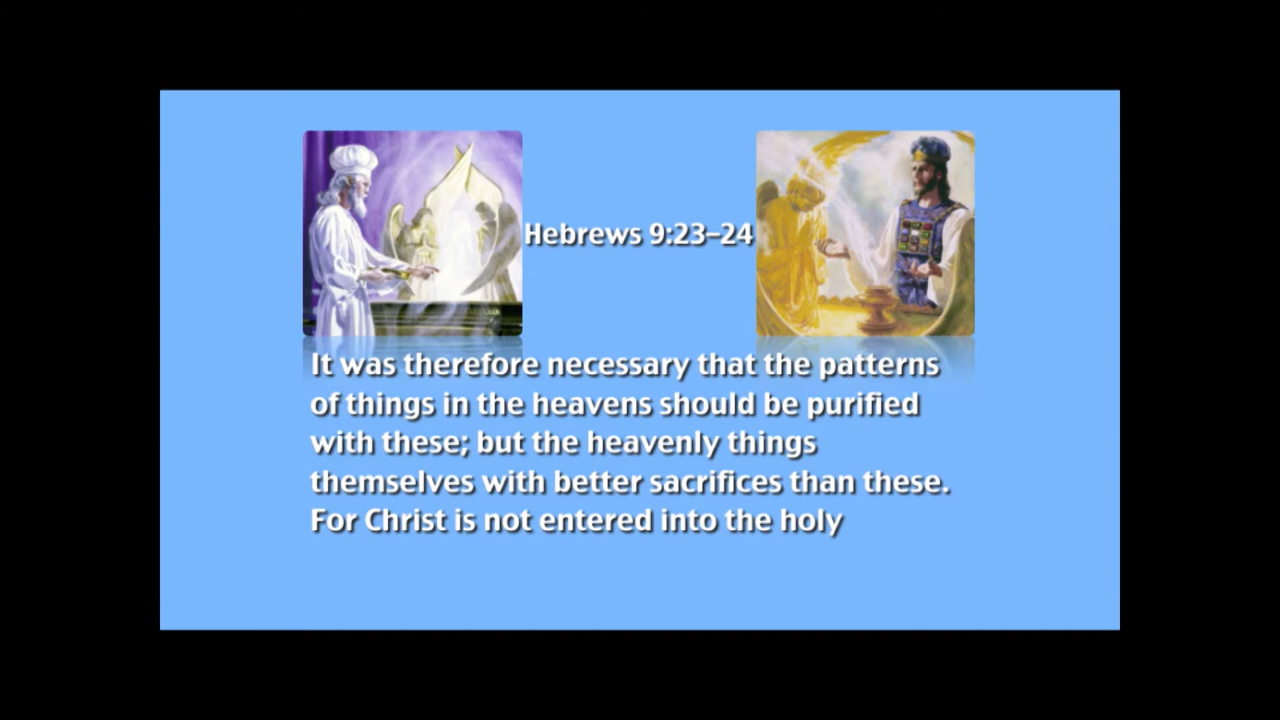 Hebrews 9:23–24
It was therefore necessary that the patterns
of things in the heavens should be purified
with these; but the heavenly things
themselves with better sacrifices than these.
For Christ is not entered into the holy